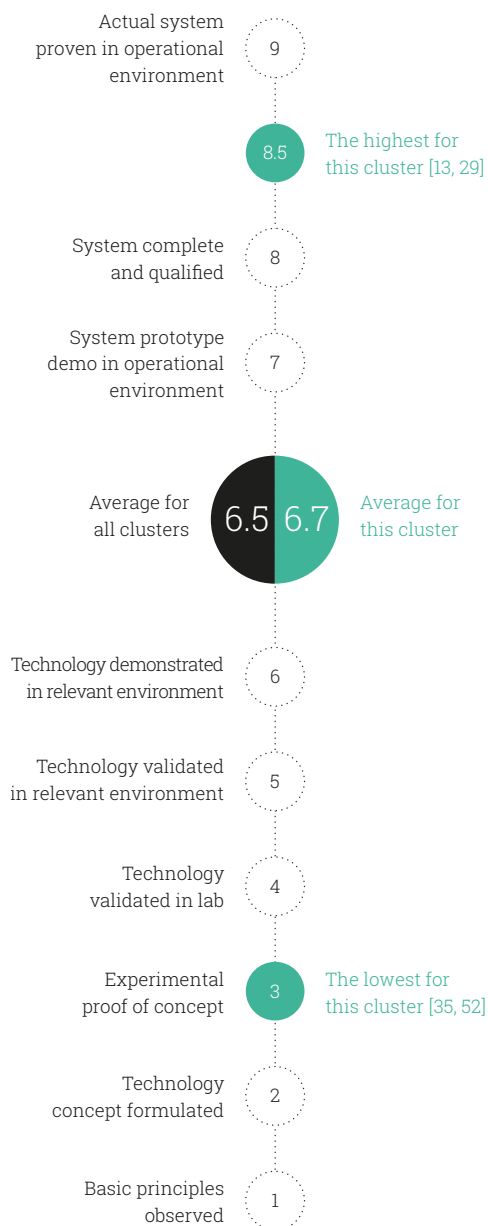 Actual system
proven in operational
environment
9
8.5
The highest for
this cluster [13, 29]
System complete
and qualified
8
System prototype
demo in operational
environment
7
Average for
all clusters
6.5 6.7
Average for
this cluster
Technology demonstrated
in relevant environment
6
Technology validated
in relevant environment
5
Technology
validated in lab
4
Experimental
proof of concept
3
The lowest for
this cluster [35, 52]
Technology
concept formulated
2
Basic principles
observed
1